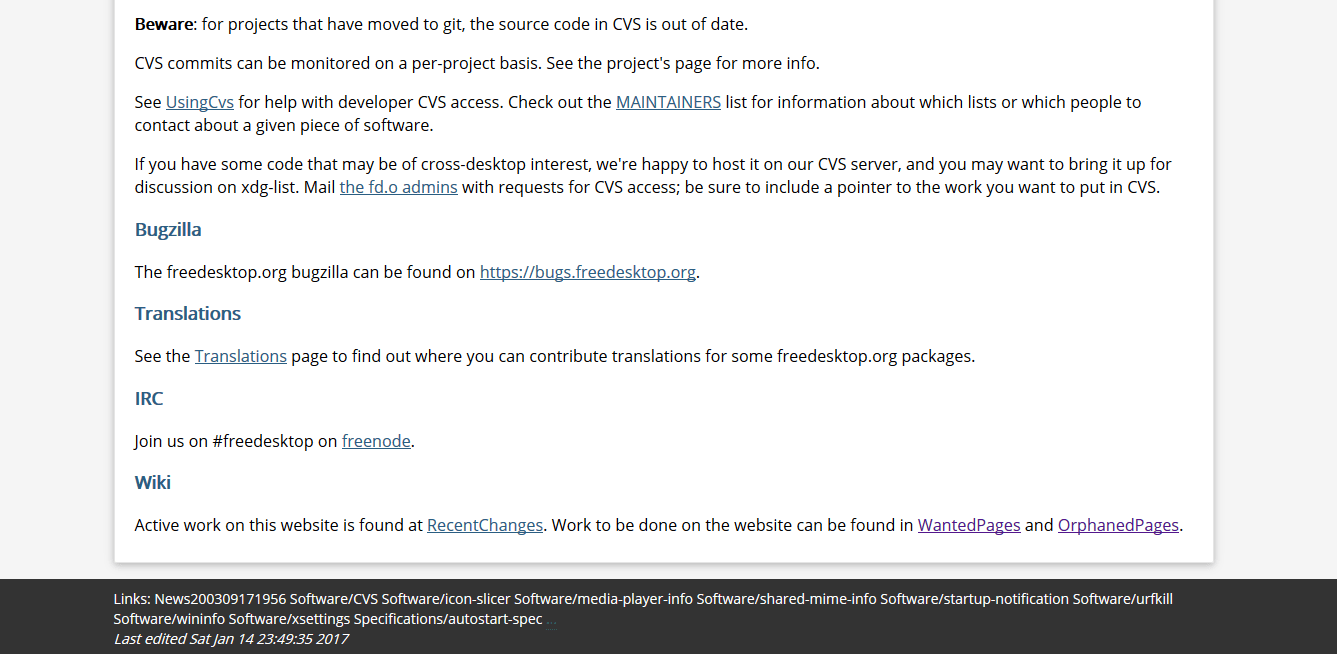 Beware: for projects that have moved to git, the source code in CVS is out of date.
CVS commits can be monitored on a per-project basis. See the project's page for more info.
See UsingCvs for help with developer CVS access. Check out the MAINTAINERS list for information about which lists or which people to
contact about a given piece of software.
If you have some code that may be of cross-desktop interest, we're happy to host it on our CVS server, and you may want to bring it up for
discussion on xdg-list. Mail the fd.o admins with requests for CVS access; be sure to include a pointer to the work you want to put in CVS.
Bugzilla
The freedesktop.org bugzilla can be found on https://bugs.freedesktop.org.
Translations
See the Translations page to find out where you can contribute translations for some freedesktop.org packages.
IRC
Join us on #freedesktop on freenode.
Wiki
Active work on this website is found at RecentChanges. Work to be done on the website can be found in WantedPages and OrphanedPages.
Links: News200309171956 Software/CVS Software/icon-slicer Software/media-player-info Software/shared-mime-info Software/startup-notification Software/urfkill
Software/wininfo Software/xsettings Specifications/autostart-spec ...
Last edited Sat Jan 14 23:49:35 2017